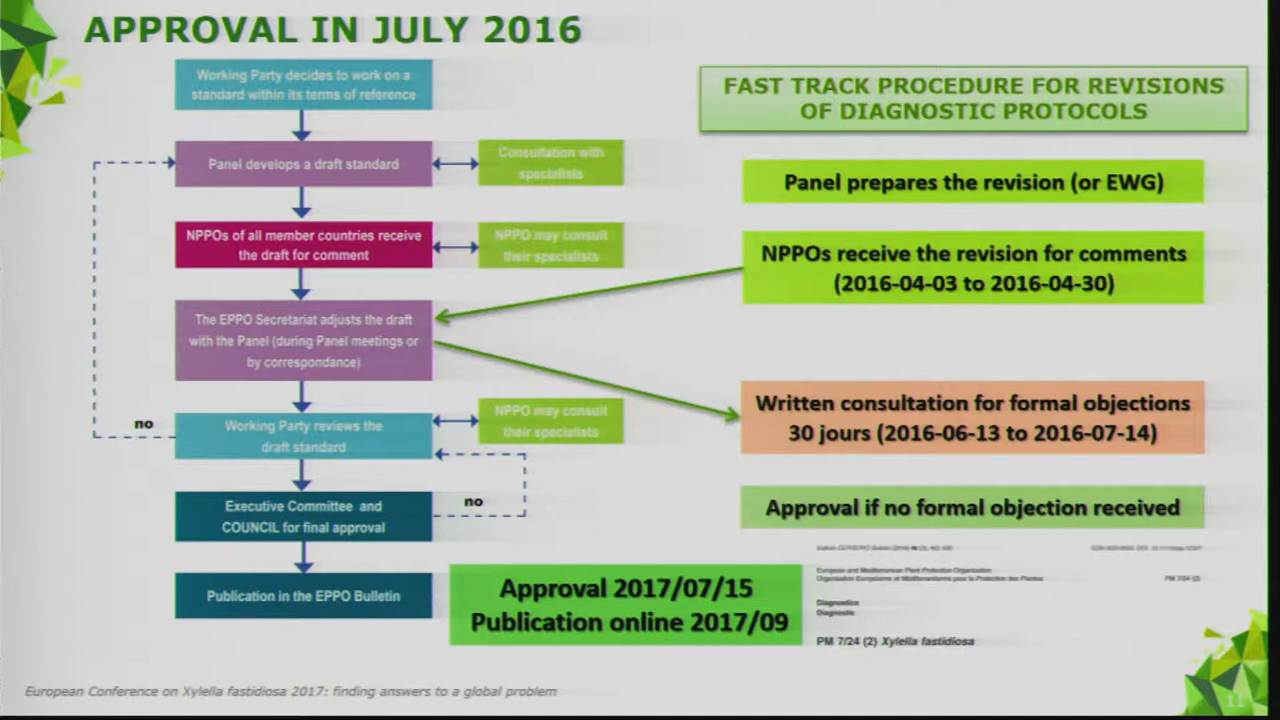 APPROVAL IN JULY 2016
Working Party decides to work on a
standard within its terms of reference
Panel develops a draft standard
Consultation with
specialists
NPPOs of all member countries receive
the draft for comment
NPPO may consult
their specialists
The EPPO Secretariat adjusts the draft
with the Panel (during Panel meetings or
by correspondance)
no
Working Party reviews the
draft standard
NPPO may consult
their specialists
Executive Committee and
COUNCIL for final approval
no
Publication in the EPPO Bulletin
FAST TRACK PROCEDURE FOR REVISIONS
OF DIAGNOSTIC PROTOCOLS
Panel prepares the revision (or EWG)
NPPOs receive the revision for comments
(2016-04-03 to 2016-04-30)
Written consultation for formal objections
30 jours (2016-06-13 to 2016-07-14)
Approval if no formal objection received
Approval 2017/07/15
Publication online 2017/09
European and Mediterranean Plant Protection Organization
Organisation Européenne et Méditerranéenne pour la Protection des Plantes
PM 7/24 (2)
Diagnostics
Diagnostic
PM 7/24 (2) Xylella fastidiosa
European Conference on Xylella fastidiosa 2017: finding answers to a global problem
11